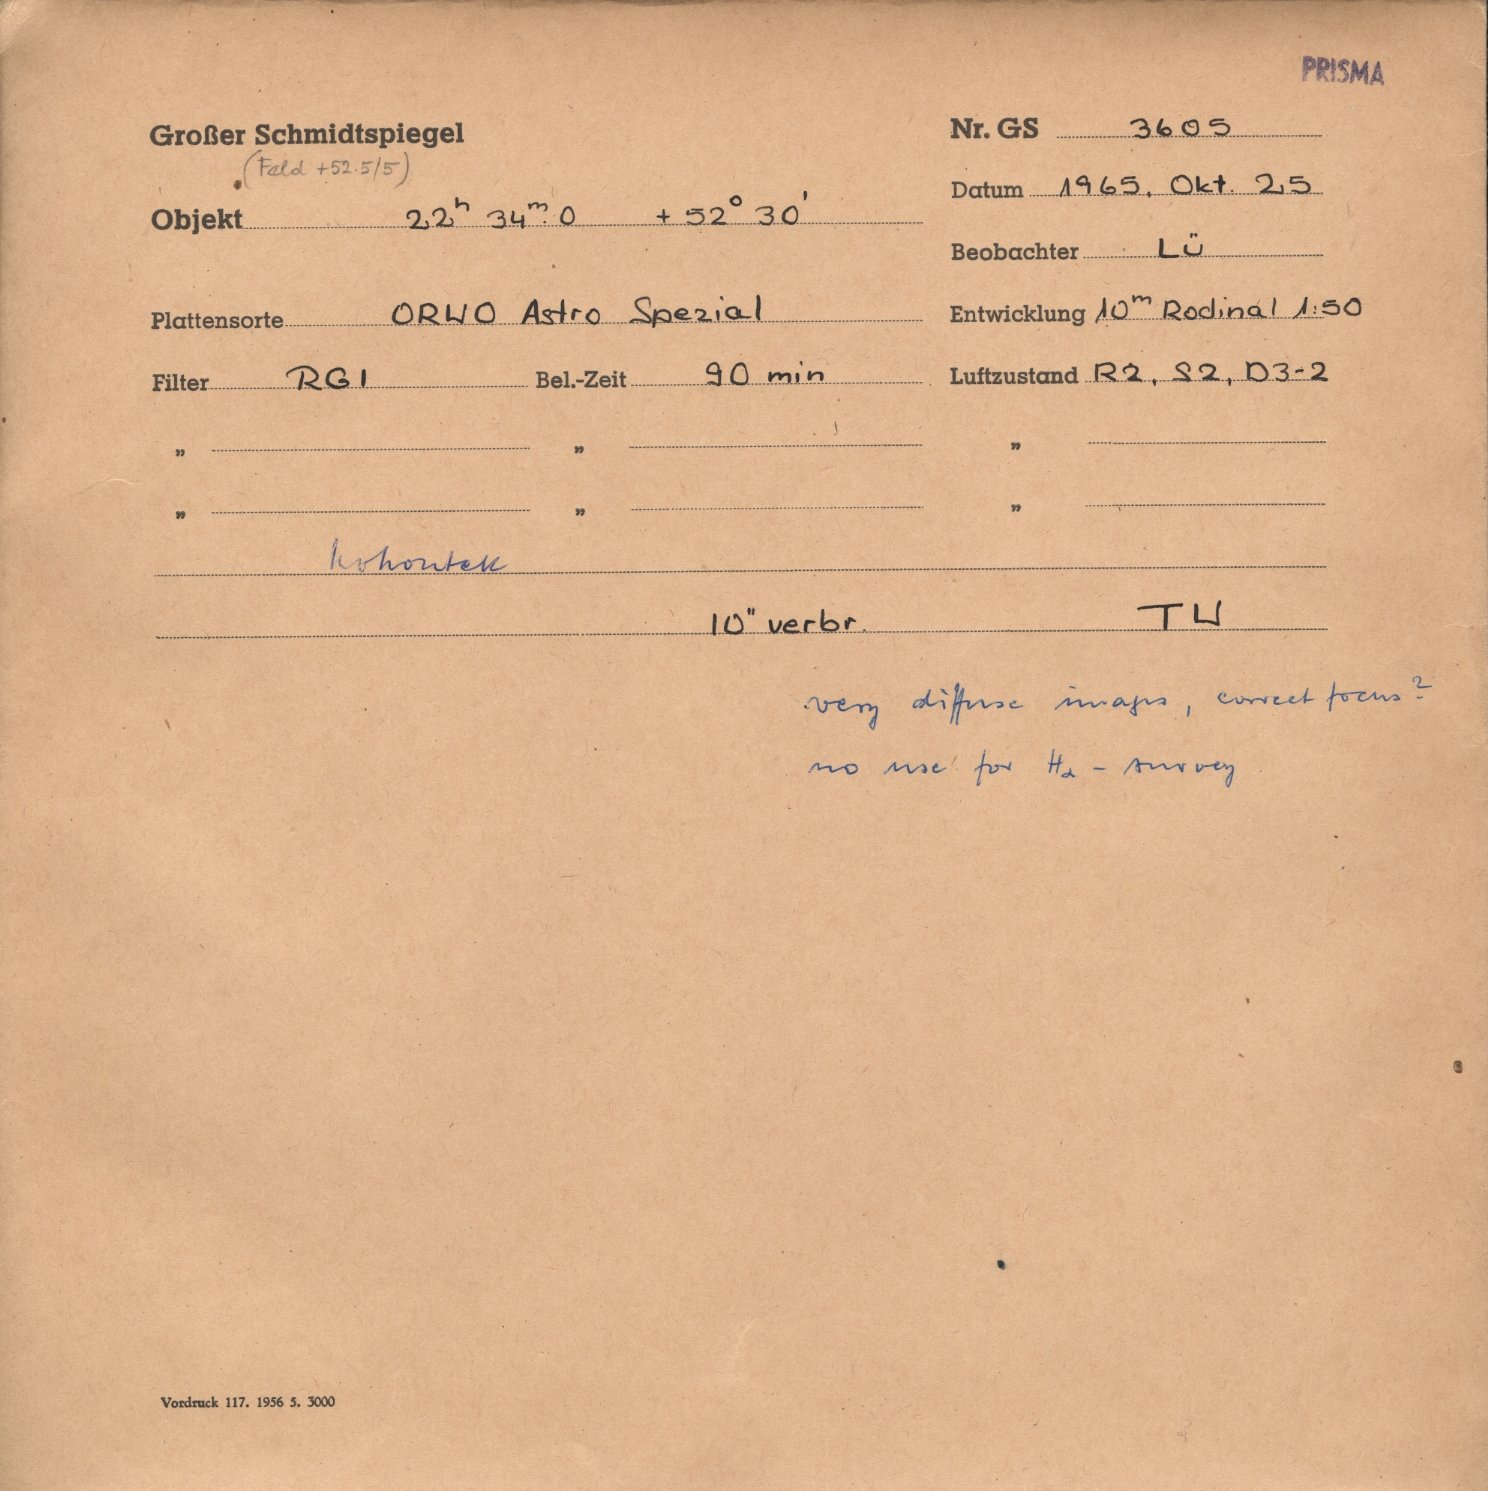 PRISMA
Großer Schmidtspiegel
Nr. GS 3605
(Feld +52.5/5)
Datum 1965. Okt. 25
Objekt 22ʰ 34ᵐ.0 + 52° 30'
Beobachter Lü
Plattensorte ORWO Astro Spezial
Entwicklung 10ᵐ Rodinal 1:50
Filter RG1 Bel.-Zeit 90 min Luftzustand R2, S2, D3-2
„ „ „
„ „ „
Kohoutek
10" verbr. TW
very diffuse images, correct focus?
no use for Hα - survey
Vordruck 117. 1956 5. 3000